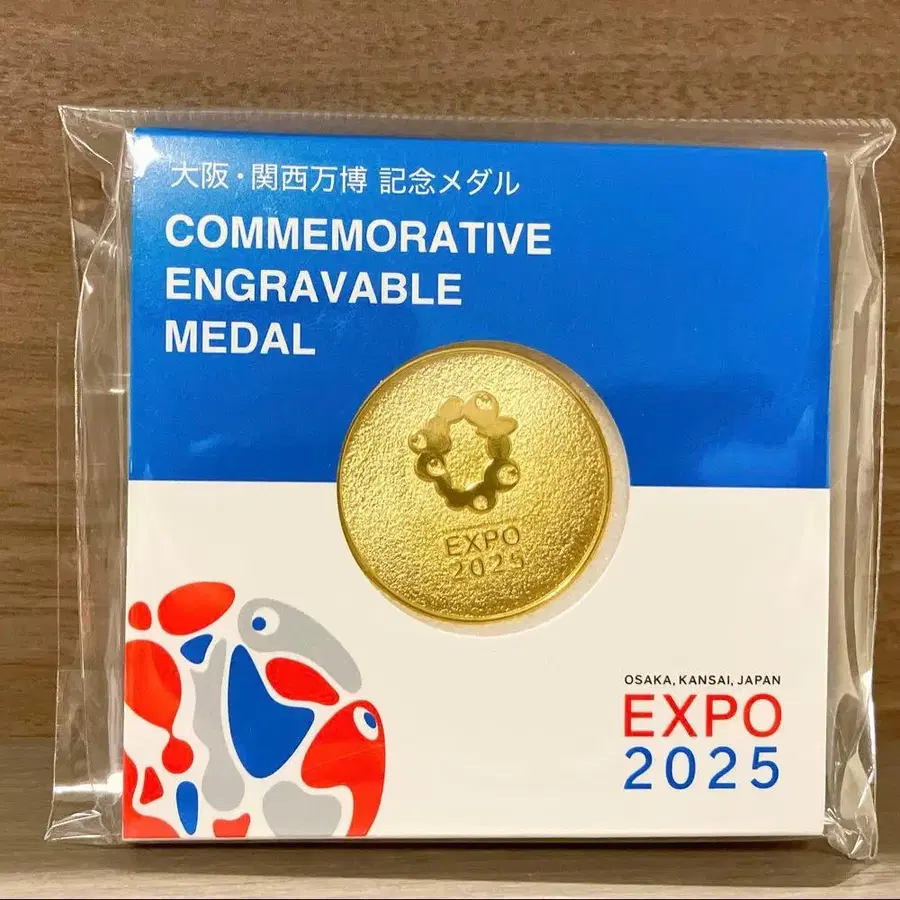 大阪・関西万博 記念メダル
COMMEMORATIVE
ENGRAVABLE
MEDAL
EXPO
2025
OSAKA, KANSAI, JAPAN
EXPO
2025